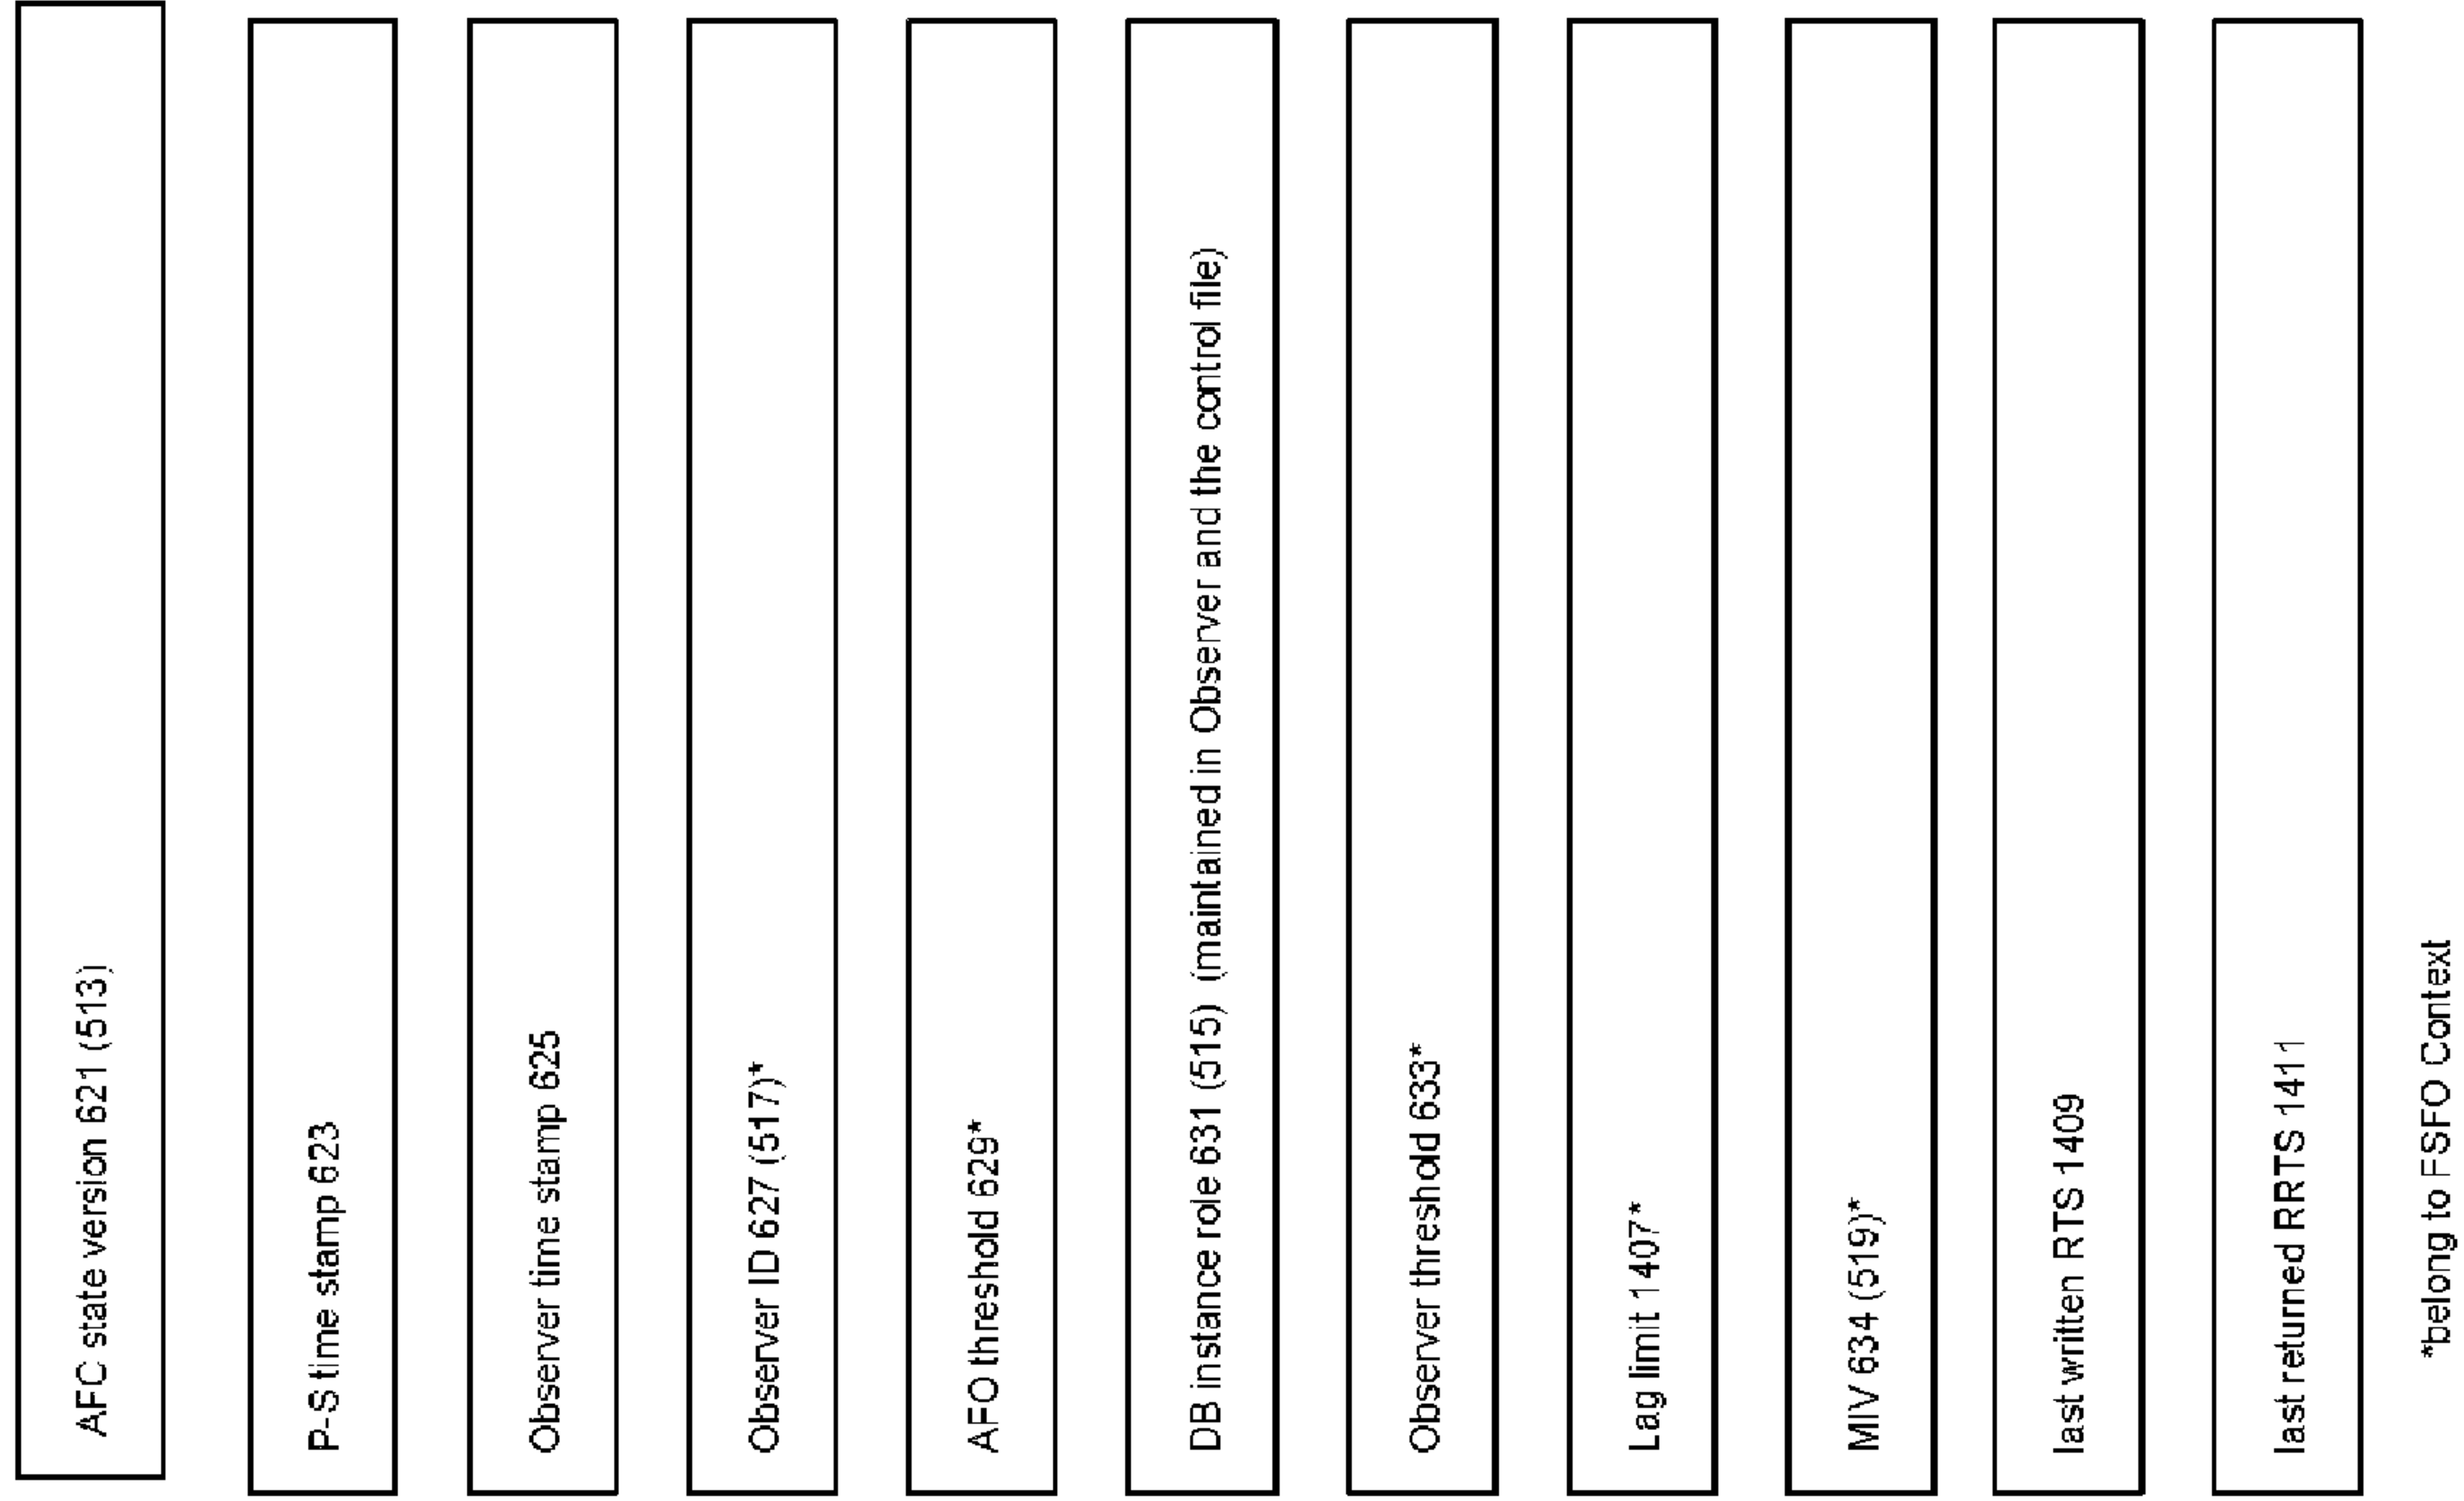 AFC state version 621 (513)
P-S time stamp 623
Observer time stamp 625
Observer ID 627 (517)*
AFO threshold 629*
DB instance role 631 (515) (maintained in Observer and the control file)
Observer threshold 633*
Lag limit 1407*
MIV 634 (519)*
last written RTS 1409
last returned RRTS 1411
*belong to FSFO Context